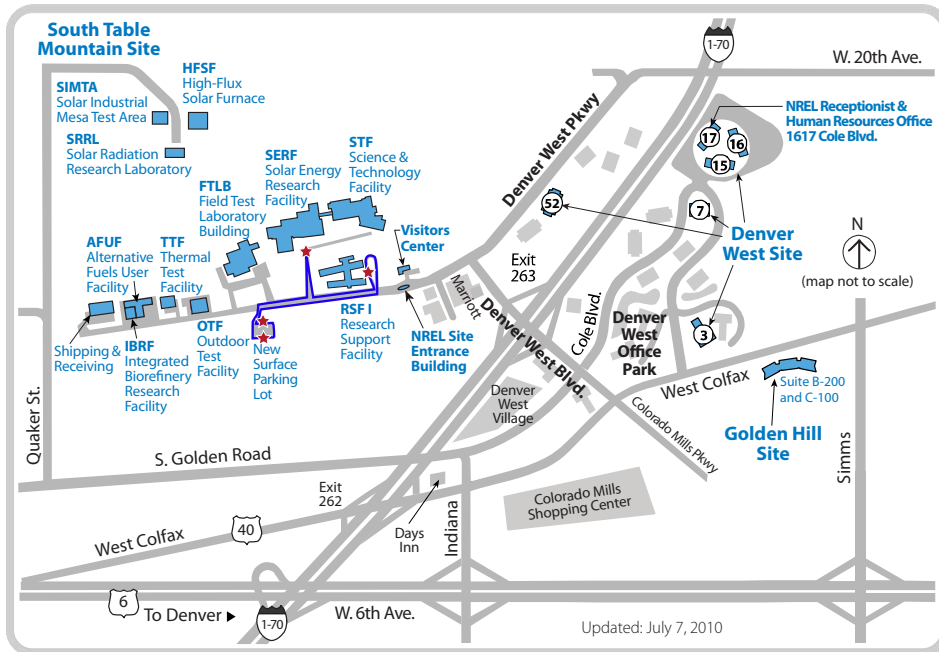 South Table
Mountain Site
SIMTA
Solar Industrial
Mesa Test Area
HFSF
High-Flux
Solar Furnace
SRRL
Solar Radiation
Research Laboratory
STF
Science &
Technology
Facility
SERF
Solar Energy
Research
Facility
FTLB
Field Test
Laboratory
Building
AFUF
Alternative
Fuels User
Facility
TTF
Thermal
Test
Facility
Visitors
Center
Shipping &
Receiving
IBRF
Integrated
Biorefinery
Research
Facility
OTF
Outdoor
Test
Facility
New
Surface
Parking
Lot
RSF I
Research
Support
Facility
NREL Site
Entrance
Building
Marriott
Denver West Pkwy
Exit
263
Denver West Blvd.
Cole Blvd.
Denver
West
Office
Park
Denver
West
Village
1-70
W. 20th Ave.
NREL Receptionist &
Human Resources Office
1617 Cole Blvd.
17
16
15
52
7
3
Denver
West Site
N
(map not to scale)
West Colfax
Suite B-200
and C-100
Golden Hill
Site
Colorado Mills Pkwy
Colorado Mills
Shopping Center
Simms
Quaker St.
S. Golden Road
Exit
262
Days
Inn
Indiana
West Colfax
40
6
To Denver
1-70
W. 6th Ave.
Updated: July 7, 2010